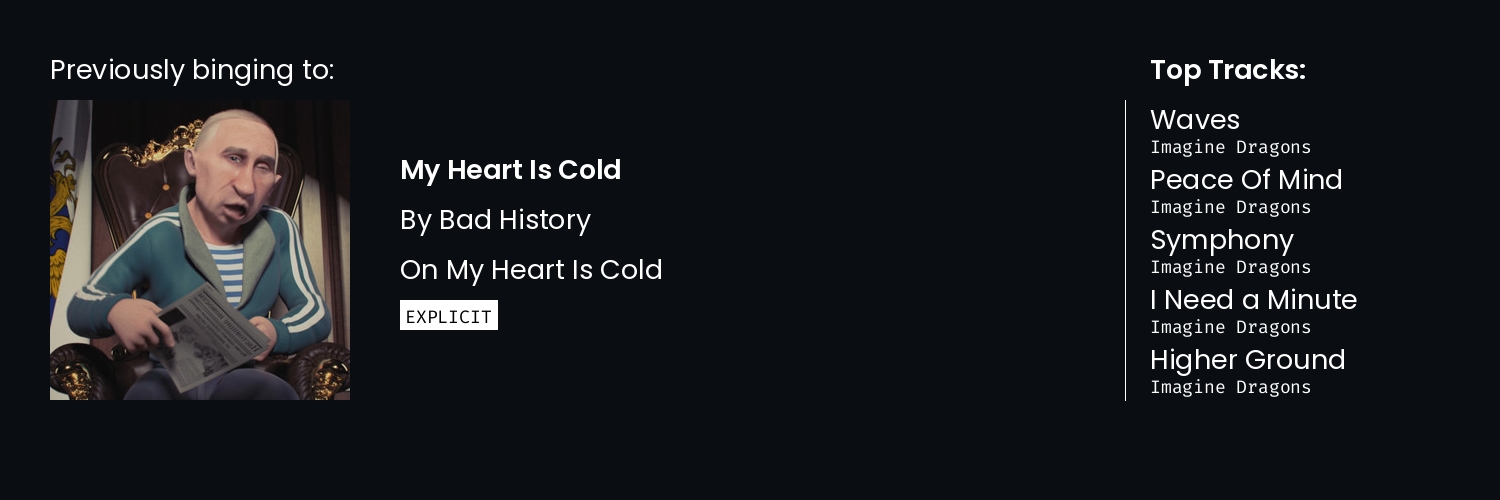 Previously binging to:
My Heart Is Cold
By Bad History
On My Heart Is Cold
EXPLICIT
Top Tracks:
Waves
Imagine Dragons
Peace Of Mind
Imagine Dragons
Symphony
Imagine Dragons
I Need a Minute
Imagine Dragons
Higher Ground
Imagine Dragons